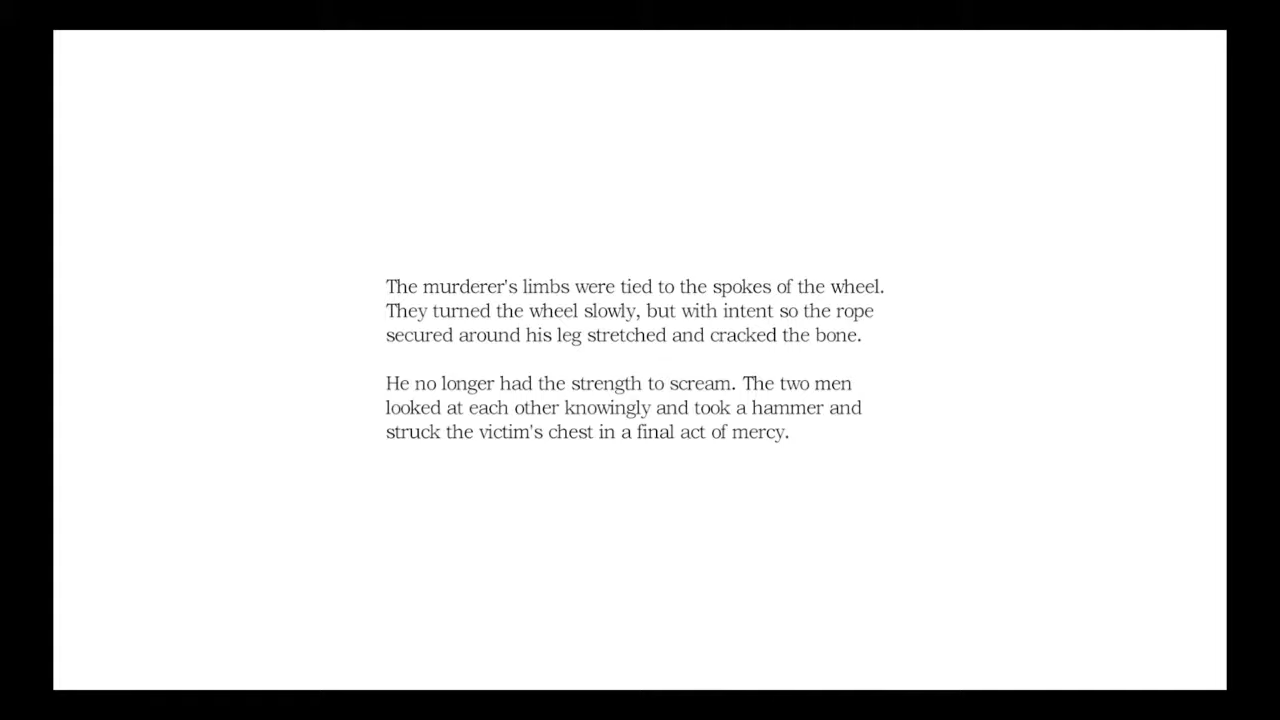 The murderer's limbs were tied to the spokes of the wheel.
They turned the wheel slowly, but with intent so the rope
secured around his leg stretched and cracked the bone.
He no longer had the strength to scream. The two men
looked at each other knowingly and took a hammer and
struck the victim's chest in a final act of mercy.